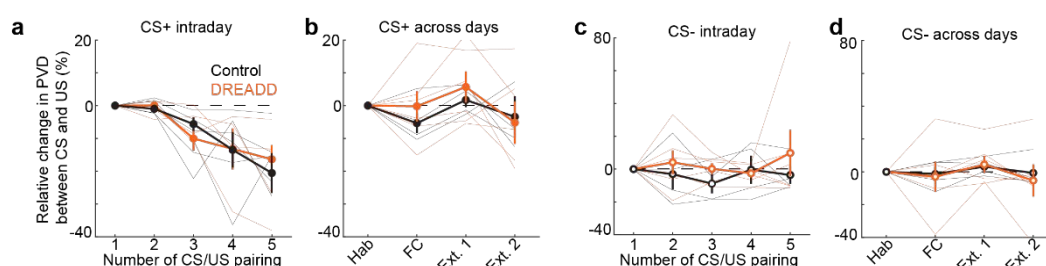 a
CS+ intraday
b
CS+ across days
c
CS- intraday
d
CS- across days
Relative change in PVD
between CS and US (%)
20
0
-40
Control
DREADD
1 2 3 4 5
Number of CS/US pairing
20
0
-40
Hab FC Ext. 1 Ext. 2
80
0
-40
1 2 3 4 5
Number of CS/US pairing
80
0
-40
Hab FC Ext. 1 Ext. 2